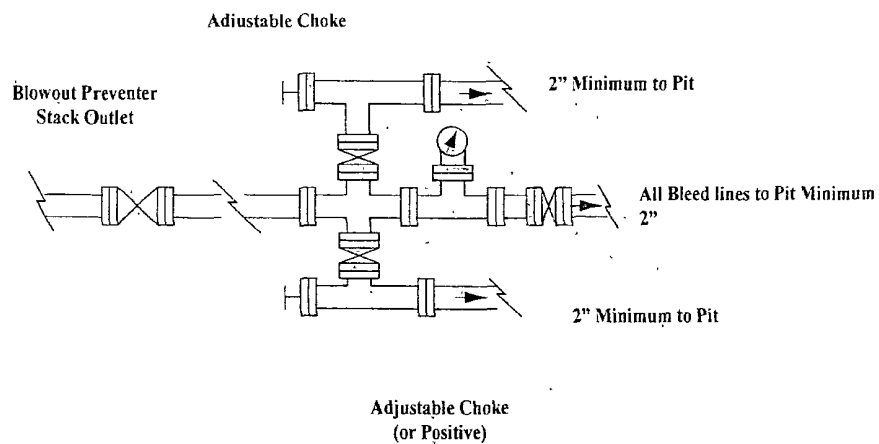 Adjustable Choke
2” Minimum to Pit
Blowout Preventer
Stack Outlet
All Bleed lines to Pit Minimum
2”
2” Minimum to Pit
Adjustable Choke
(or Positive)